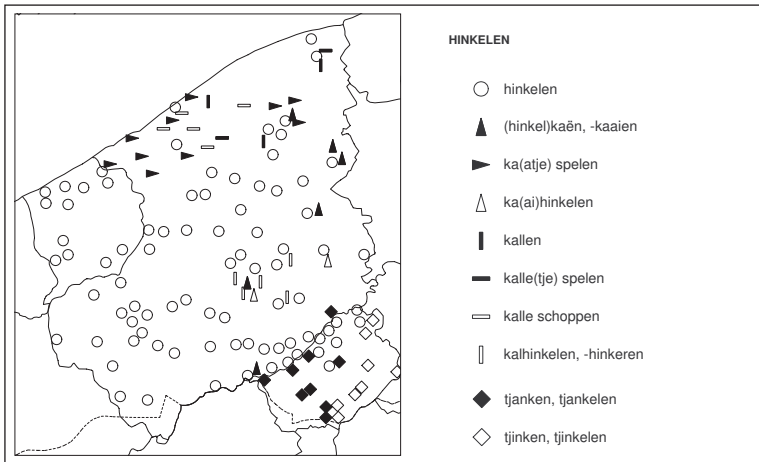 HINKELEN
hinkelen
(hinkel)kaën, -kaaien
ka(atje) spelen
ka(ai)hinkelen
kallen
kalle(tje) spelen
kalle schoppen
kalhinkelen, -hinkeren
tjanken, tjankelen
tjinken, tjinkelen